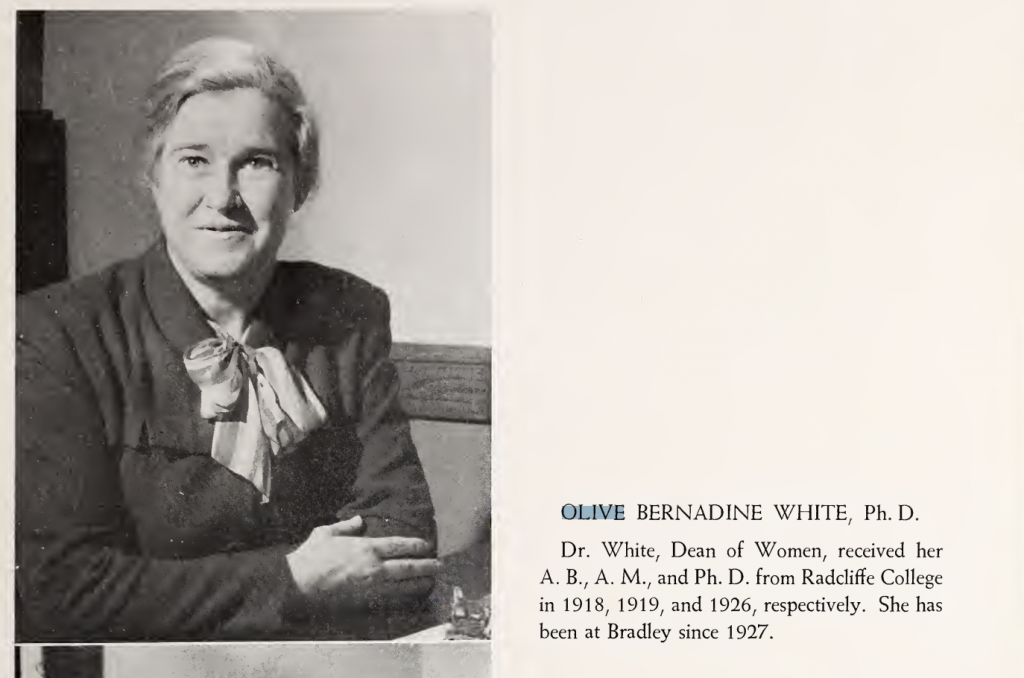 OLIVE BERNADINE WHITE, Ph. D.
Dr. White, Dean of Women, received her
A. B., A. M., and Ph. D. from Radcliffe College
in 1918, 1919, and 1926, respectively. She has
been at Bradley since 1927.